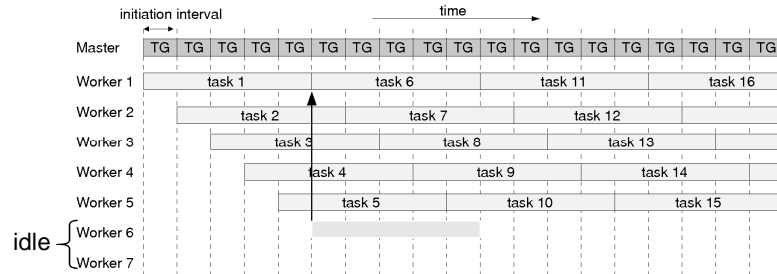 time
initiation interval
Master TG TG TG TG TG TG TG TG TG TG TG TG TG TG TG TG TG TG TG
Worker 1 task 1 task 6 task 11 task 16
Worker 2 task 2 task 7 task 12
Worker 3 task 3 task 8 task 13
Worker 4 task 4 task 9 task 14
Worker 5 task 5 task 10 task 15
idle
Worker 6
Worker 7